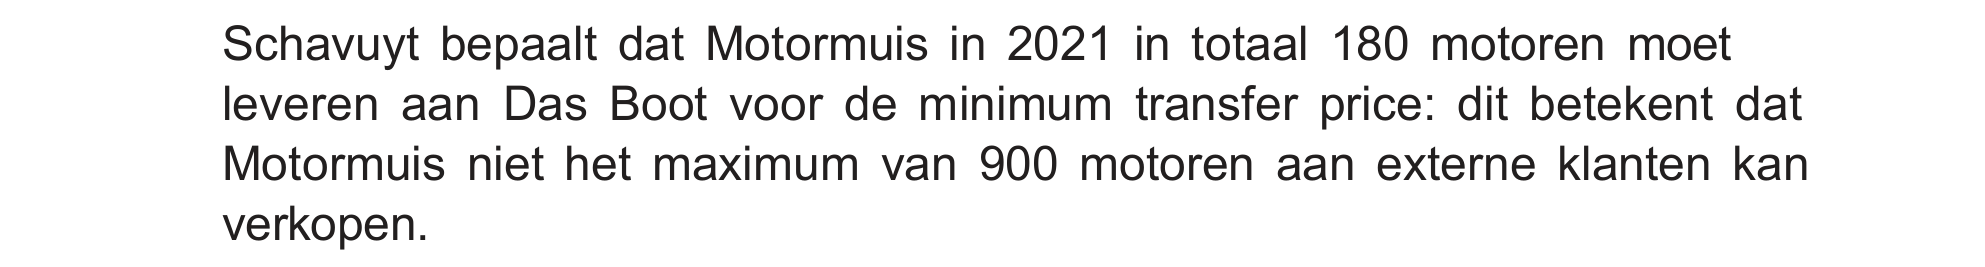 Schavuyt bepaalt dat Motormuis in 2021 in totaal 180 motoren moet
leveren aan Das Boot voor de minimum transfer price: dit betekent dat
Motormuis niet het maximum van 900 motoren aan externe klanten kan
verkopen.